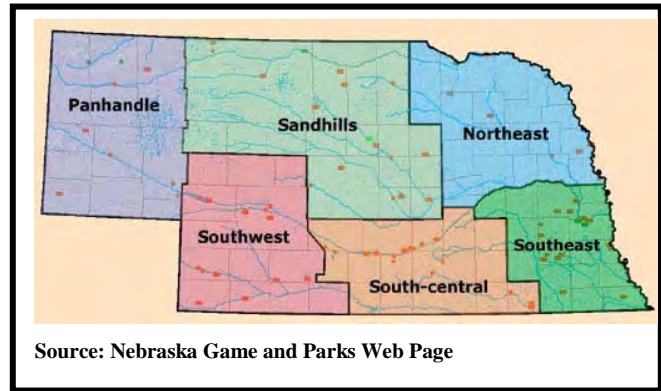 Panhandle
Sandhills
Northeast
Southwest
Southeast
South-central
Source: Nebraska Game and Parks Web Page